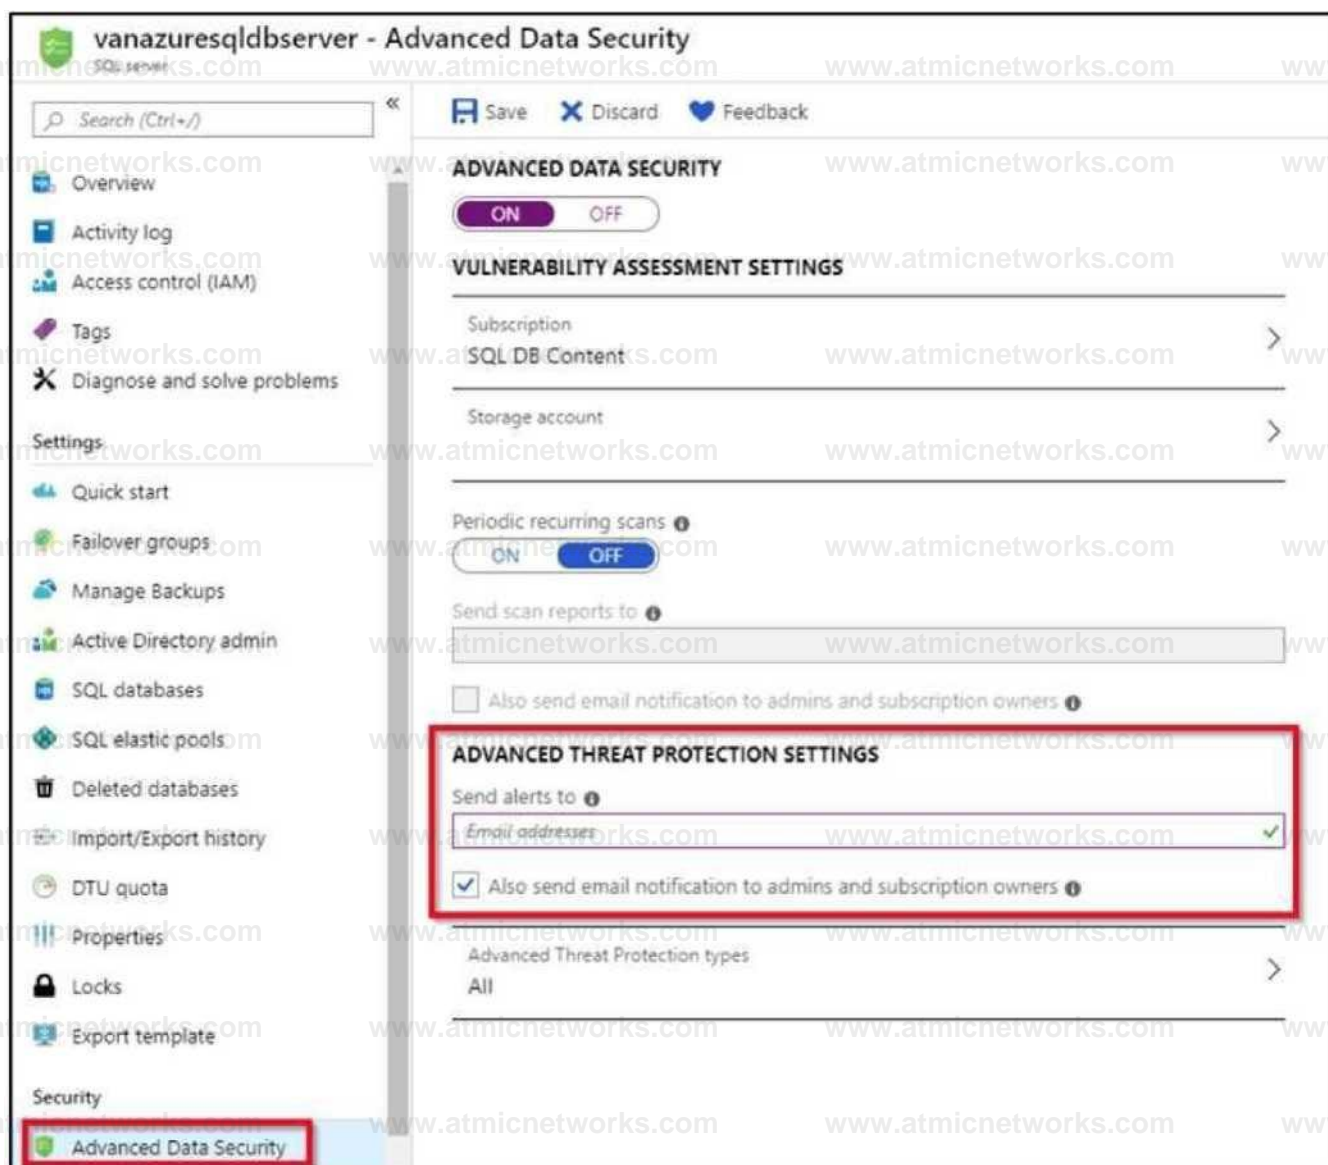 vanazuresqldbserver - Advanced Data Security
SQL server
Search (Ctrl+/)
«
Save
Discard
Feedback
Overview
Activity log
Access control (IAM)
Tags
Diagnose and solve problems
Settings
Quick start
Failover groups
Manage Backups
Active Directory admin
SQL databases
SQL elastic pools
Deleted databases
Import/Export history
DTU quota
Properties
Locks
Export template
Security
Advanced Data Security
ADVANCED DATA SECURITY
ON OFF
VULNERABILITY ASSESSMENT SETTINGS
Subscription
SQL DB Content
Storage account
Periodic recurring scans
ON OFF
Send scan reports to
Also send email notification to admins and subscription owners
ADVANCED THREAT PROTECTION SETTINGS
Send alerts to
Email addresses
Also send email notification to admins and subscription owners
Advanced Threat Protection types
All
www.atmicnetworks.com